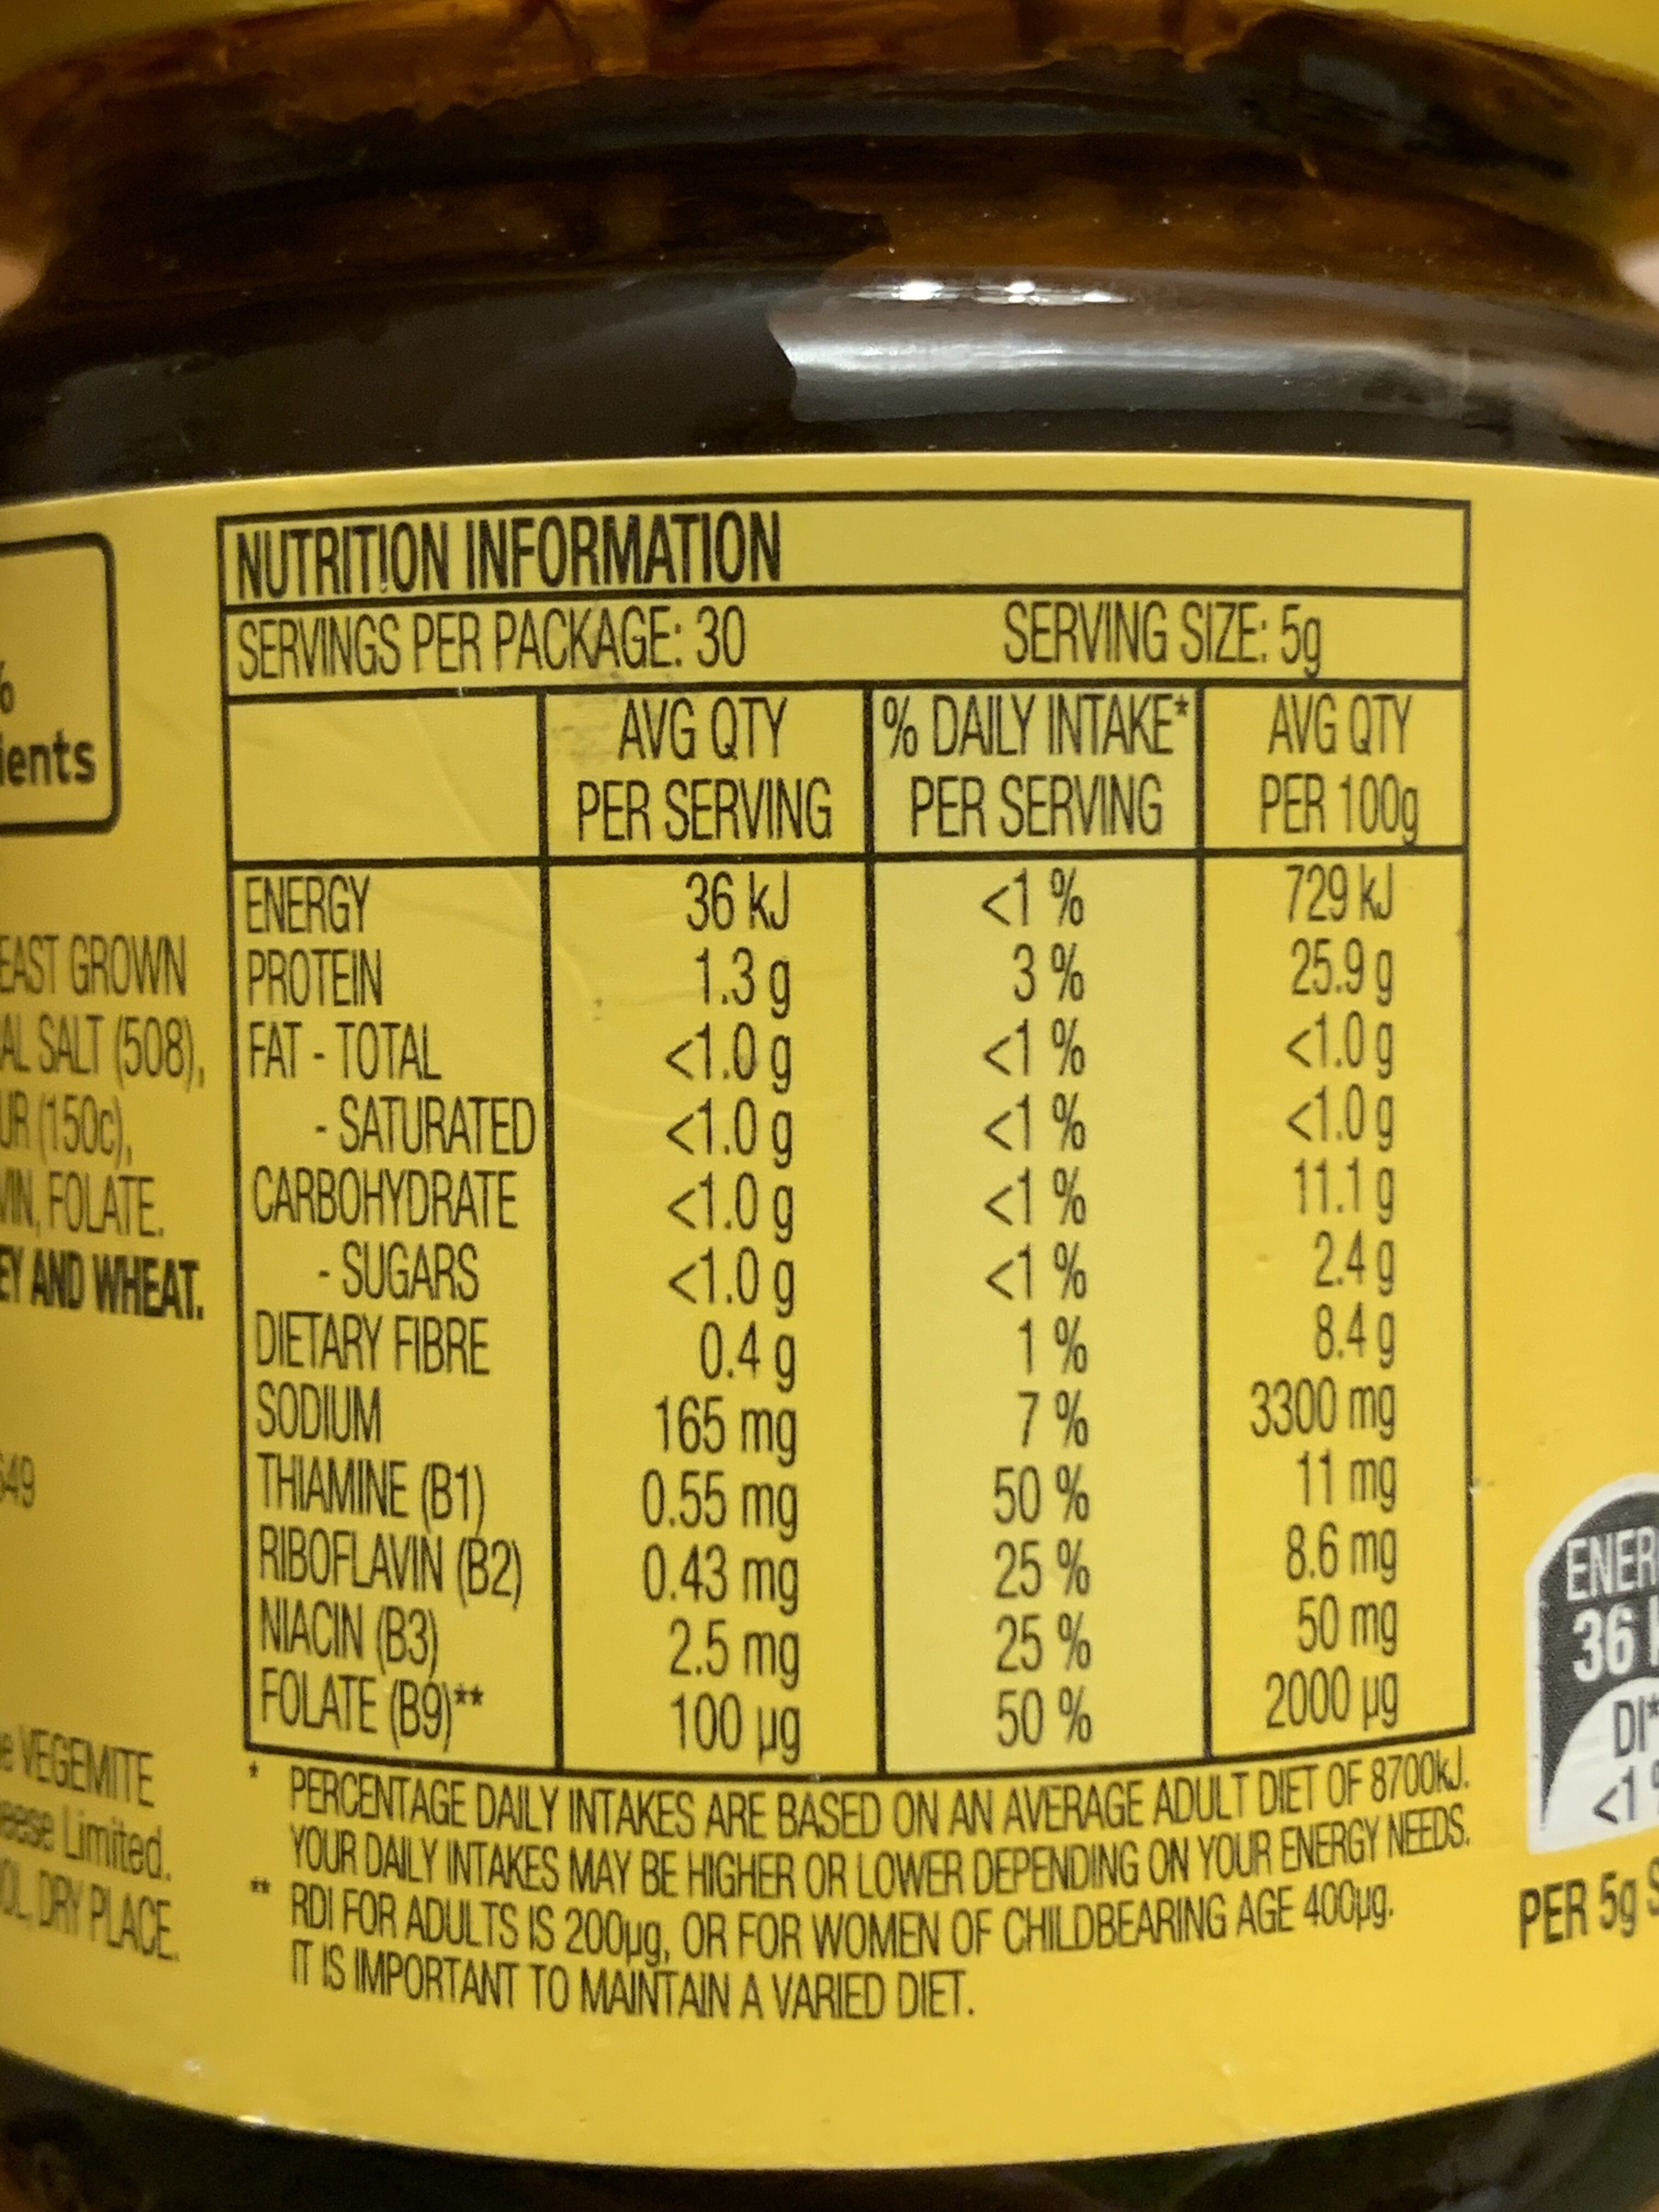 NUTRITION INFORMATION
SERVINGS PER PACKAGE: 30 SERVING SIZE: 5g
AVG QTY PER SERVING % DAILY INTAKE* PER SERVING AVG QTY PER 100g
ENERGY 36 kJ <1 % 729 kJ
PROTEIN 1.3 g 3 % 25.9 g
FAT - TOTAL <1.0 g <1 % <1.0 g
- SATURATED <1.0 g <1 % <1.0 g
CARBOHYDRATE <1.0 g <1 % 11.1 g
- SUGARS <1.0 g <1 % 2.4 g
DIETARY FIBRE 0.4 g 1 % 8.4 g
SODIUM 165 mg 7 % 3300 mg
THIAMINE (B1) 0.55 mg 50 % 11 mg
RIBOFLAVIN (B2) 0.43 mg 25 % 8.6 mg
NIACIN (B3) 2.5 mg 25 % 50 mg
FOLATE (B9)** 100 µg 50 % 2000 µg
* PERCENTAGE DAILY INTAKES ARE BASED ON AN AVERAGE ADULT DIET OF 8700kJ.
YOUR DAILY INTAKES MAY BE HIGHER OR LOWER DEPENDING ON YOUR ENERGY NEEDS.
** RDI FOR ADULTS IS 200µg, OR FOR WOMEN OF CHILDBEARING AGE 400µg.
IT IS IMPORTANT TO MAINTAIN A VARIED DIET.
GROWN
SALT (508),
(150c),
FOLATE.
AND WHEAT.
VEGEMITE
Limited.
DRY PLACE.
36
DI*
<1
PER 5g